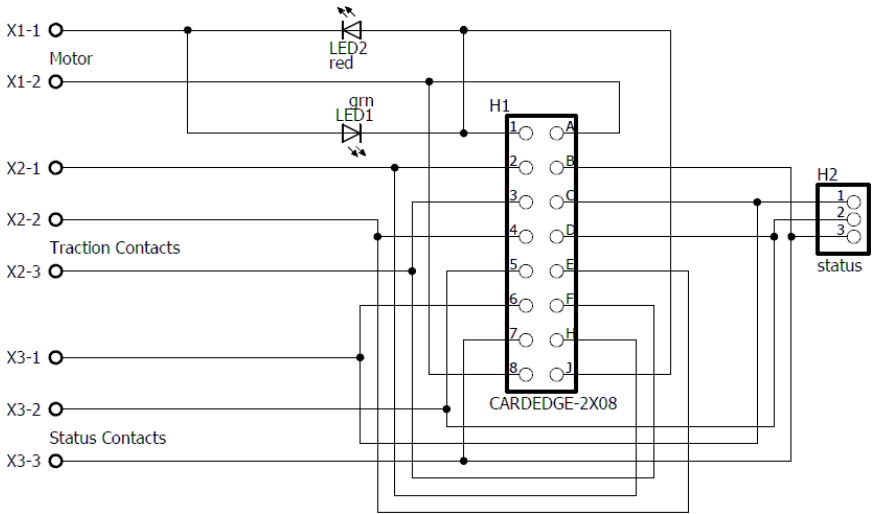 X1-1
Motor
X1-2
LED2
red
grn
LED1
X2-1
X2-2
Traction Contacts
X2-3
X3-1
X3-2
Status Contacts
X3-3
H1
1 A
2 B
3 C
4 D
5 E
6 F
7 H
8 J
CARDEDGE-2X08
H2
1
2
3
status